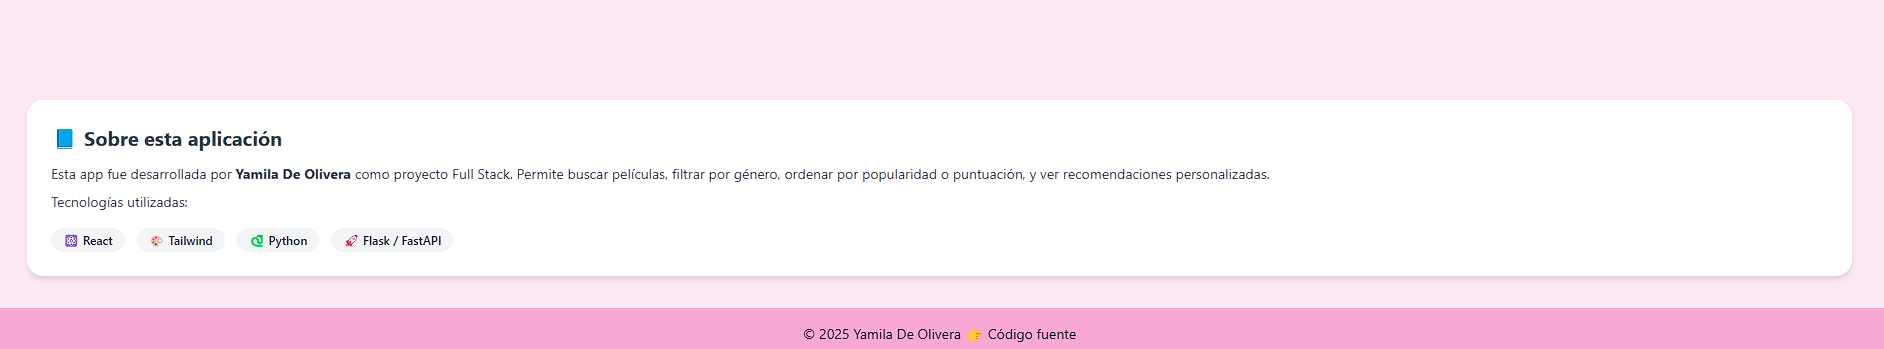 📘 Sobre esta aplicación
Esta app fue desarrollada por Yamila De Olivera como proyecto Full Stack. Permite buscar películas, filtrar por género, ordenar por popularidad o puntuación, y ver recomendaciones personalizadas.
Tecnologías utilizadas:
⚛️ React 🎨 Tailwind 🐍 Python 🚀 Flask / FastAPI
© 2025 Yamila De Olivera 👉 Código fuente